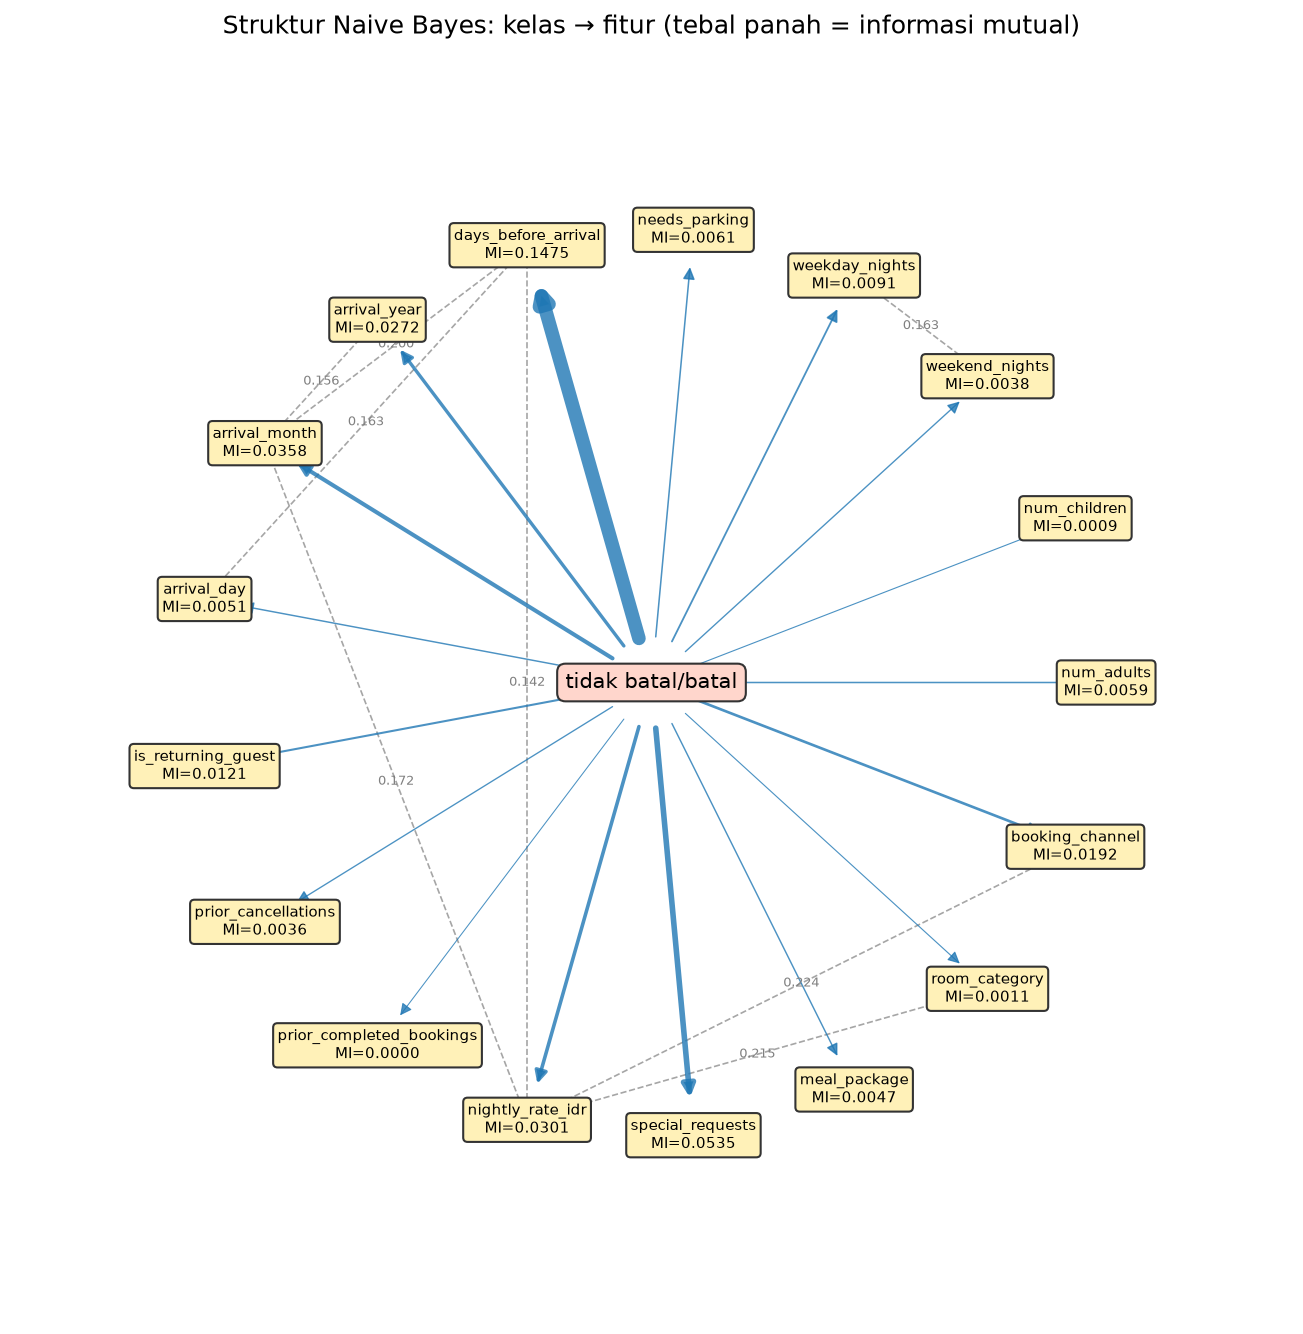 Struktur Naive Bayes: kelas → fitur (tebal panah = informasi mutual)
needs_parking
MI=0.0061
days_before_arrival
MI=0.1475
weekday_nights
MI=0.0091
arrival_year
MI=0.0272
0.163
weekend_nights
MI=0.0038
0.156
0.163
arrival_month
MI=0.0358
num_children
MI=0.0009
arrival_day
MI=0.0051
0.142
tidak batal/batal
num_adults
MI=0.0059
is_returning_guest
MI=0.0121
0.172
booking_channel
MI=0.0192
prior_cancellations
MI=0.0036
0.224
room_category
MI=0.0011
prior_completed_bookings
MI=0.0000
0.215
meal_package
MI=0.0047
nightly_rate_idr
MI=0.0301
special_requests
MI=0.0535